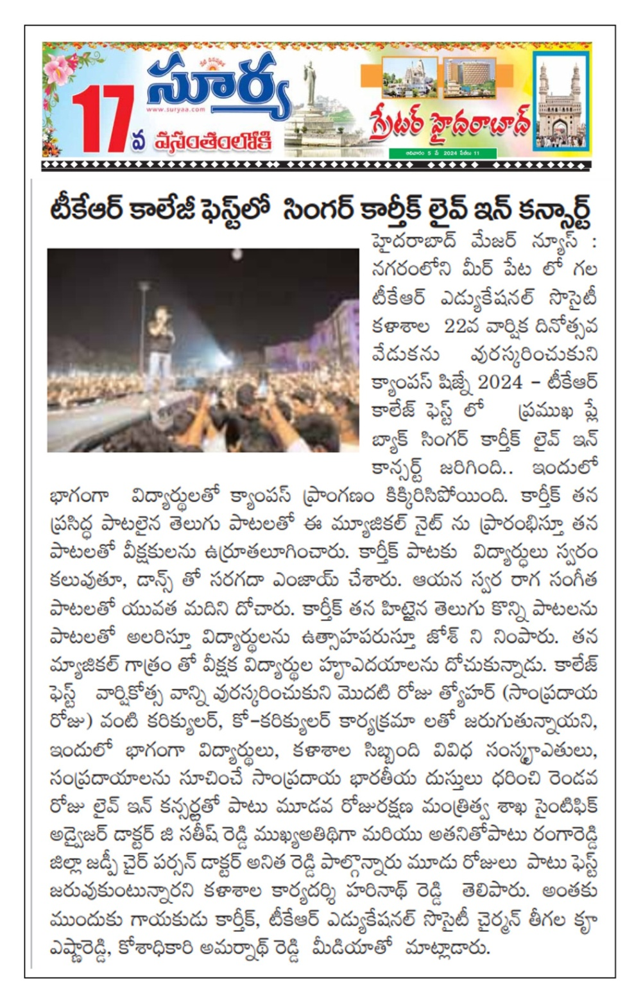 సూర్య
www.suryaa.com
17వ వసంతంలోకి
గ్రేటర్ హైదరాబాద్
ఆదివారం 5 మే 2024 పేజీలు 11
టీకేఆర్ కాలేజీ ఫెస్ట్‌లో సింగర్ కార్తీక్ లైవ్ ఇన్ కన్సార్ట్
హైదరాబాద్ మేజర్ న్యూస్ :
నగరంలోని మీర్ పేట లో గల
టీకేఆర్ ఎడ్యుకేషనల్ సొసైటీ
కళాశాల 22వ వార్షిక దినోత్సవ
వేడుకను వురస్కరించుకుని
క్యాంపస్ షిజ్నే 2024 – టీకేఆర్
కాలేజ్ ఫెస్ట్ లో ప్రముఖ ప్లే
బ్యాక్ సింగర్ కార్తీక్ లైవ్ ఇన్
కాన్సర్ట్ జరిగింది.. ఇందులో
భాగంగా విద్యార్థులతో క్యాంపస్ ప్రాంగణం కిక్కిరిసిపోయింది. కార్తీక్ తన
ప్రసిద్ధ పాటలైన తెలుగు పాటలతో ఈ మ్యూజికల్ నైట్ ను ప్రారంభిస్తూ తన
పాటలతో వీక్షకులను ఉర్రూతలూగించారు. కార్తీక్ పాటకు విద్యార్థులు స్వరం
కలువుతూ, డాన్స్ తో సరగదా ఎంజాయ్ చేశారు. ఆయన స్వర రాగ సంగీత
పాటలతో యువత మదిని దోచారు. కార్తీక్ తన హిట్లైన తెలుగు కొన్ని పాటలను
పాటలతో అలరిస్తూ విద్యార్థులను ఉత్సాహపరుస్తూ జోశ్ ని నింపారు. తన
మ్యాజికల్ గాత్రం తో వీక్షక విద్యార్థుల హృఎదయాలను దోచుకున్నాడు. కాలేజ్
ఫెస్ట్ వార్షికోత్స వాన్ని వురస్కరించుకుని మొదటి రోజు త్యోహర్ (సాంప్రదాయ
రోజు) వంటి కరిక్యులర్, కో–కరిక్యులర్ కార్యక్రమా లతో జరుగుతున్నాయని,
ఇందులో భాగంగా విద్యార్థులు, కళాశాల సిబ్బంది వివిధ సంస్కృఎతులు,
సంప్రదాయాలను సూచించే సాంప్రదాయ భారతీయ దుస్తులు ధరించి రెండవ
రోజు లైవ్ ఇన్ కన్సర్ట్లతో పాటు మూడవ రోజురక్షణ మంత్రిత్వ శాఖ సైంటిఫిక్
అడ్వైజర్ డాక్టర్ జి సతీష్ రెడ్డి ముఖ్యఅతిథిగా మరియు అతనితోపాటు రంగారెడ్డి
జిల్లా జడ్పీ చైర్ పర్సన్ డాక్టర్ అనిత రెడ్డి పాల్గొన్నారు మూడు రోజులు పాటు ఫెస్ట్
జరువుకుంటున్నారని కళాశాల కార్యదర్శి హరినాథ్ రెడ్డి తెలిపారు. అంతకు
ముందుకు గాయకుడు కార్తీక్, టీకేఆర్ ఎడ్యుకేషనల్ సొసైటీ చైర్మన్ తీగల కృ
ఎష్ణారెడ్డి, కోశాధికారి అమర్నాథ్ రెడ్డి మీడియాతో మాట్లాడారు.